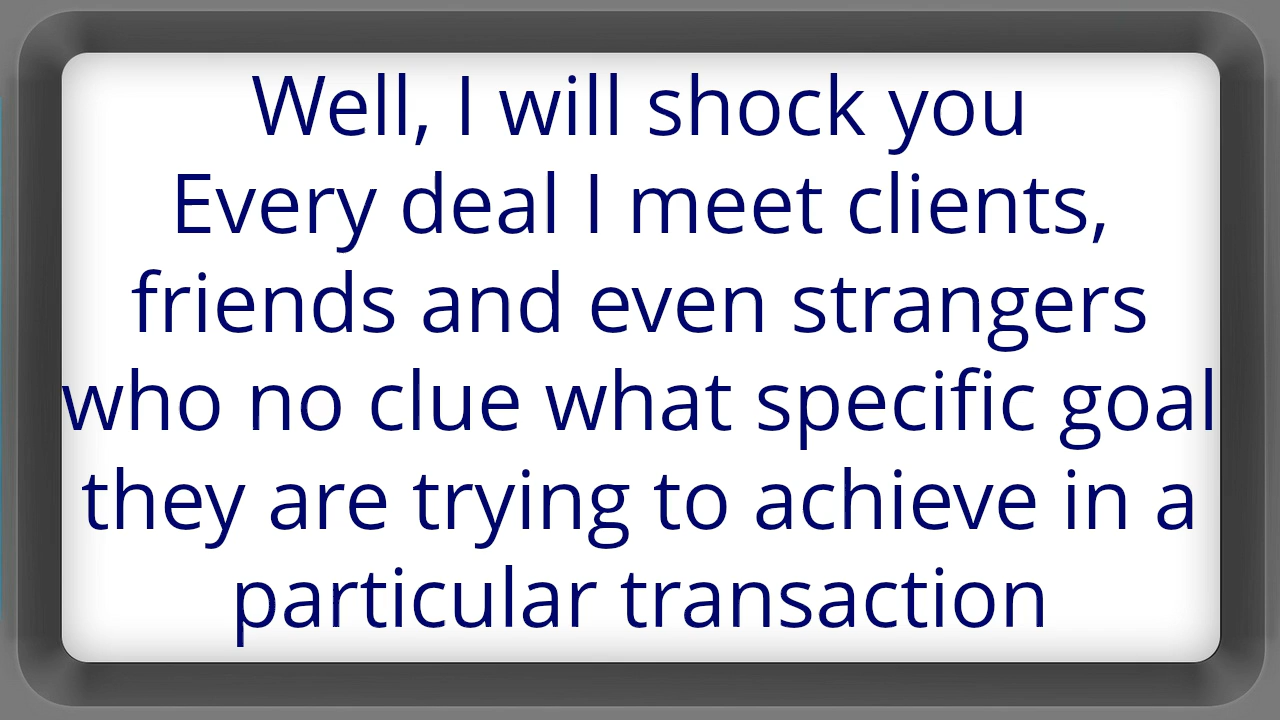 Well, I will shock you
Every deal I meet clients,
friends and even strangers
who no clue what specific goal
they are trying to achieve in a
particular transaction